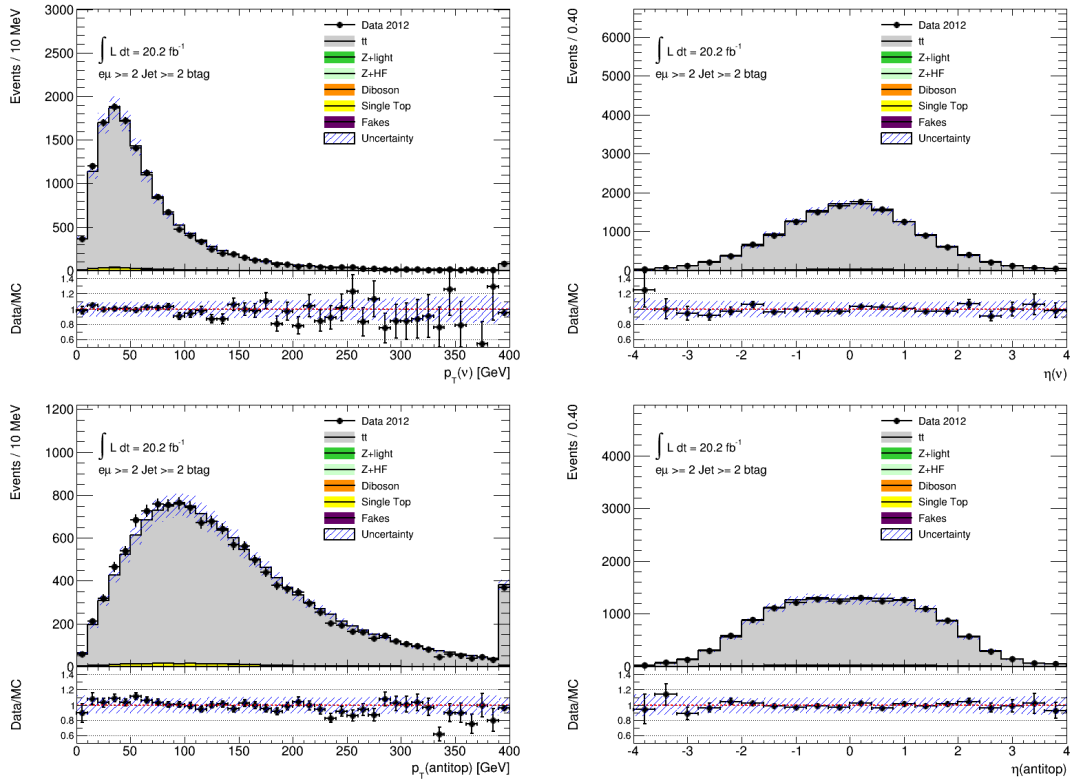 Events / 10 MeV
3000
2500
2000
1500
1000
500
0
∫ L dt = 20.2 fb⁻¹
eμ >= 2 Jet >= 2 btag
Data 2012
tt
Z+light
Z+HF
Diboson
Single Top
Fakes
Uncertainty
Data/MC
1.4
1.2
1.0
0.8
0.6
0 50 100 150 200 250 300 350 400
p_T(ν) [GeV]
Events / 0.40
6000
5000
4000
3000
2000
1000
0
∫ L dt = 20.2 fb⁻¹
eμ >= 2 Jet >= 2 btag
Data 2012
tt
Z+light
Z+HF
Diboson
Single Top
Fakes
Uncertainty
Data/MC
1.4
1.2
1
0.8
0.6
-4 -3 -2 -1 0 1 2 3 4
η(ν)
Events / 10 MeV
1200
1000
800
600
400
200
0
∫ L dt = 20.2 fb⁻¹
eμ >= 2 Jet >= 2 btag
Data 2012
tt
Z+light
Z+HF
Diboson
Single Top
Fakes
Uncertainty
Data/MC
1.4
1.2
1.0
0.8
0.6
0 50 100 150 200 250 300 350 400
p_T(antitop) [GeV]
Events / 0.40
4000
3000
2000
1000
0
∫ L dt = 20.2 fb⁻¹
eμ >= 2 Jet >= 2 btag
Data 2012
tt
Z+light
Z+HF
Diboson
Single Top
Fakes
Uncertainty
Data/MC
1.4
1.2
1
0.8
0.6
-4 -3 -2 -1 0 1 2 3 4
η(antitop)